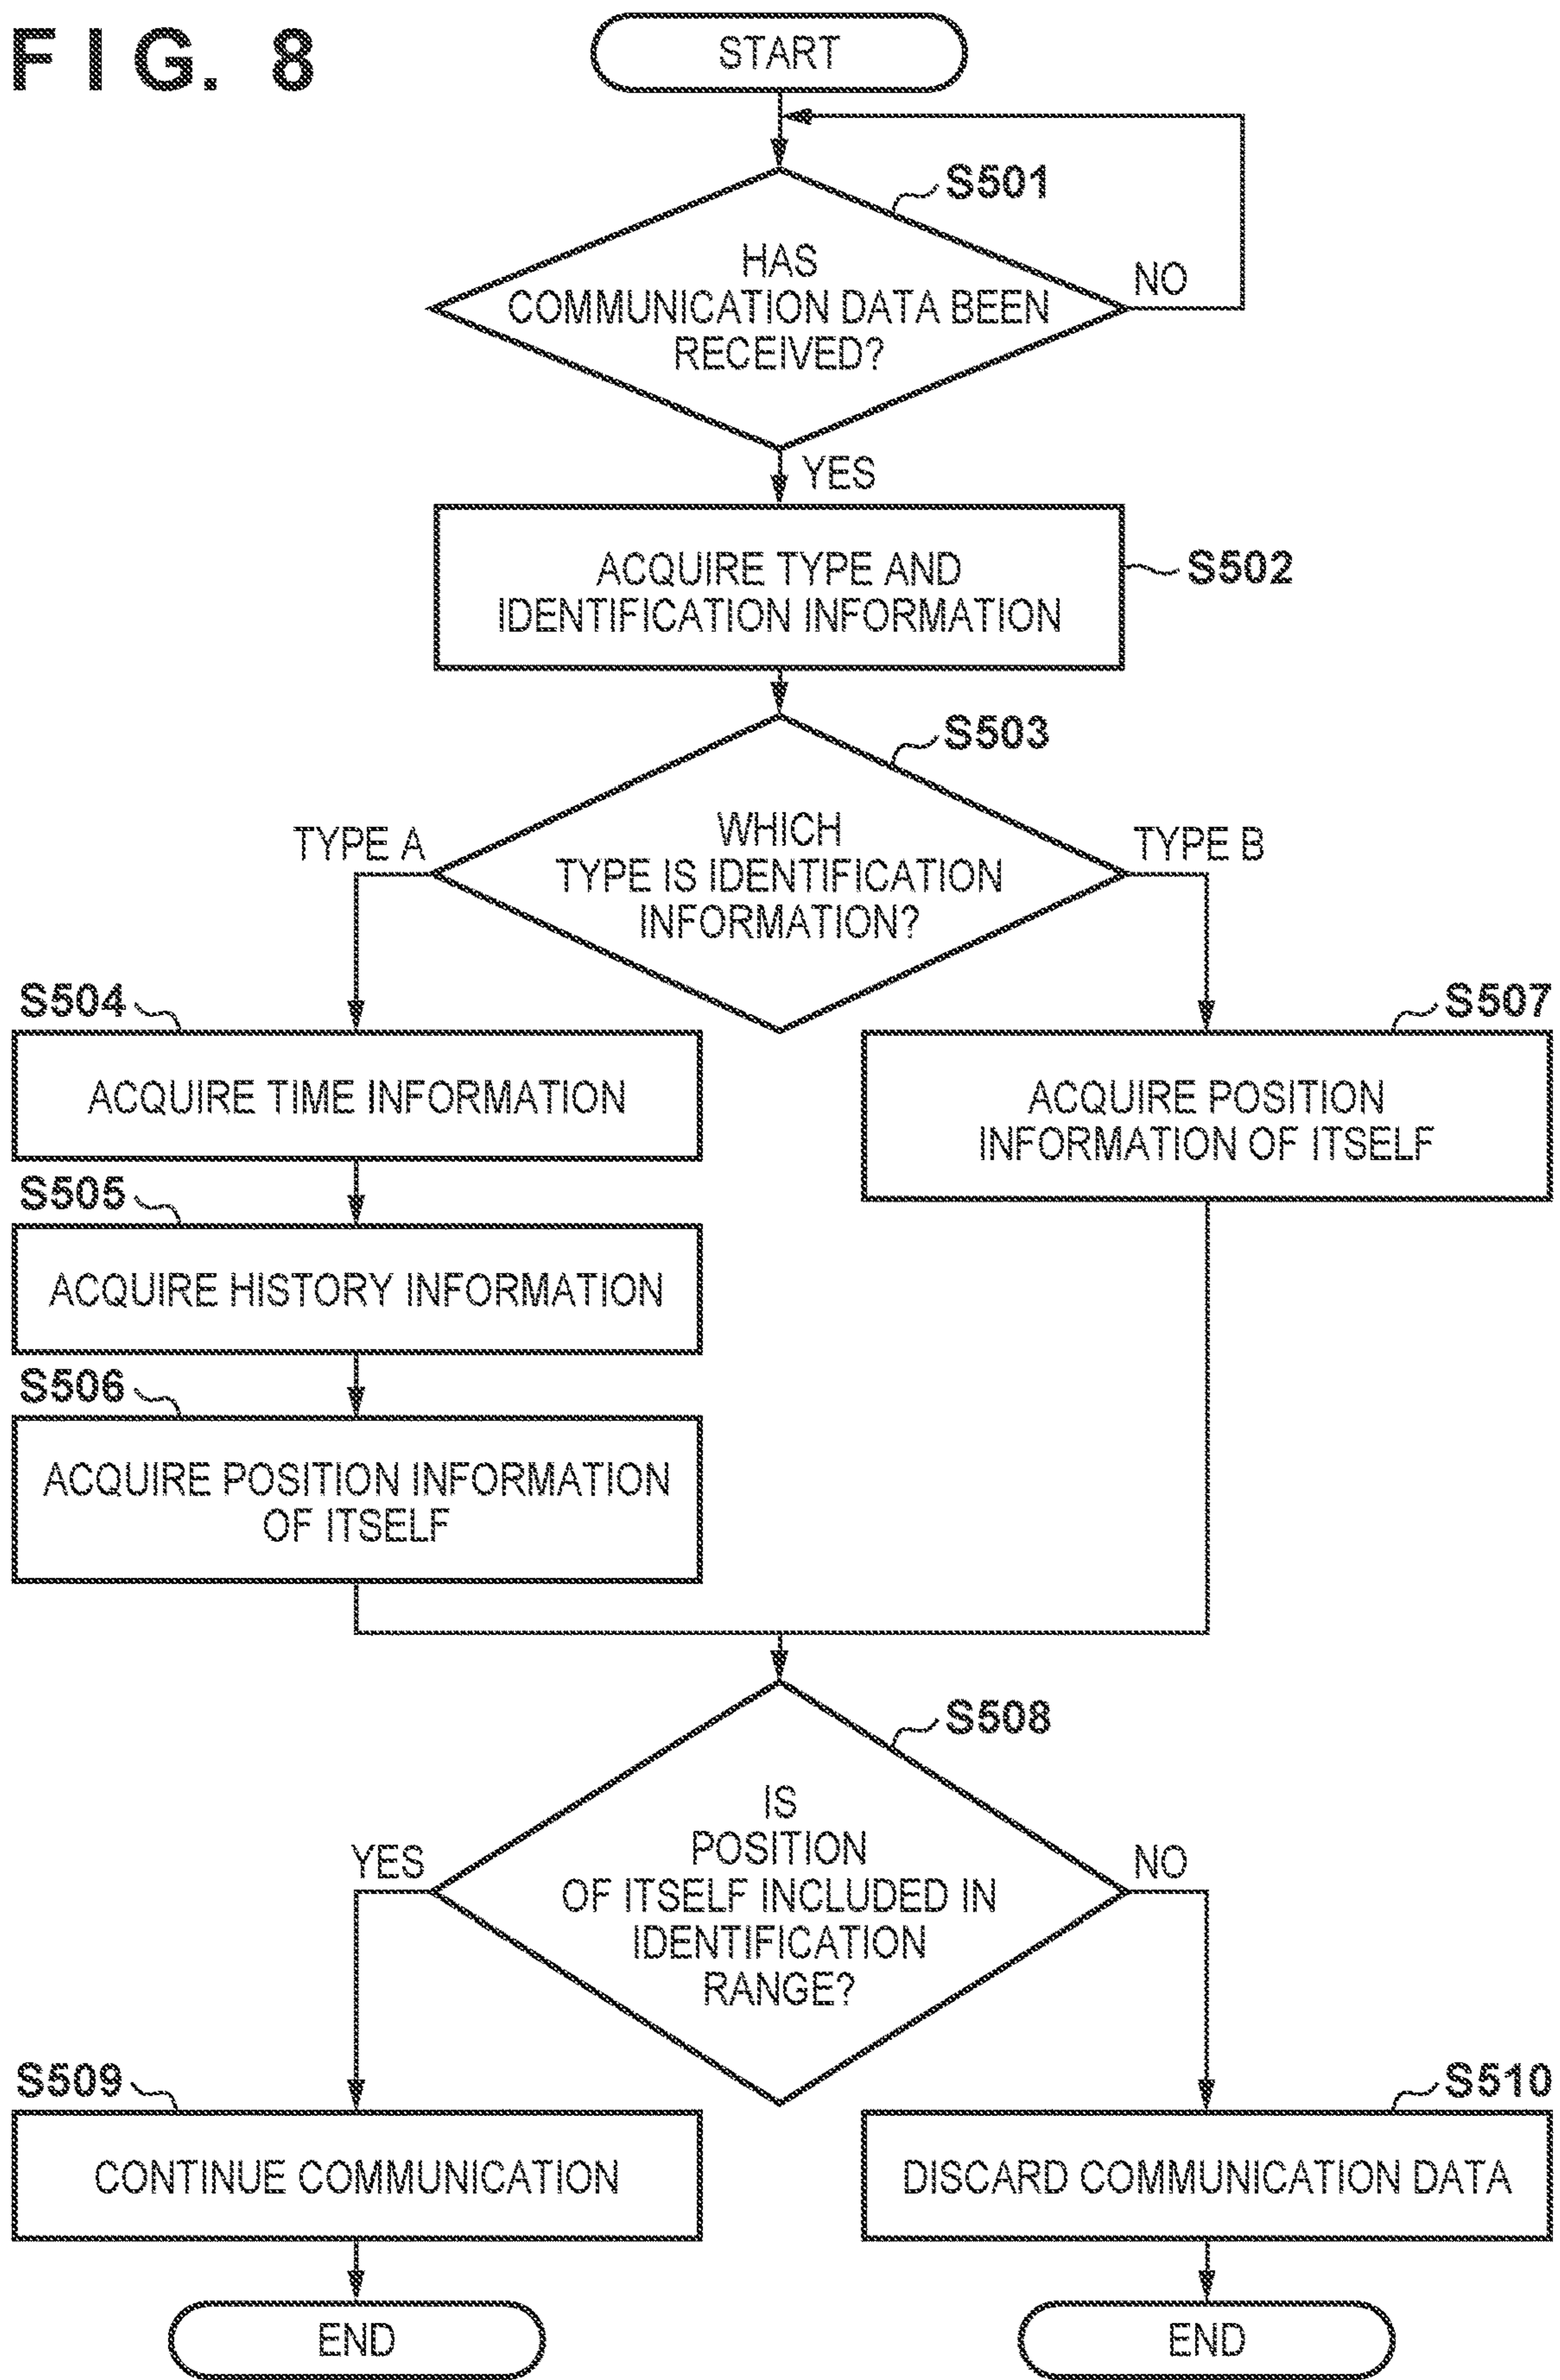 FIG. 8
START
S501
HAS
COMMUNICATION DATA BEEN
RECEIVED?
NO
YES
ACQUIRE TYPE AND
IDENTIFICATION INFORMATION
S502
S503
TYPE A
WHICH
TYPE IS IDENTIFICATION
INFORMATION?
TYPE B
S504
ACQUIRE TIME INFORMATION
S507
ACQUIRE POSITION
INFORMATION OF ITSELF
S505
ACQUIRE HISTORY INFORMATION
S506
ACQUIRE POSITION INFORMATION
OF ITSELF
S508
IS
POSITION
OF ITSELF INCLUDED IN
IDENTIFICATION
RANGE?
YES
NO
S509
CONTINUE COMMUNICATION
S510
DISCARD COMMUNICATION DATA
END
END